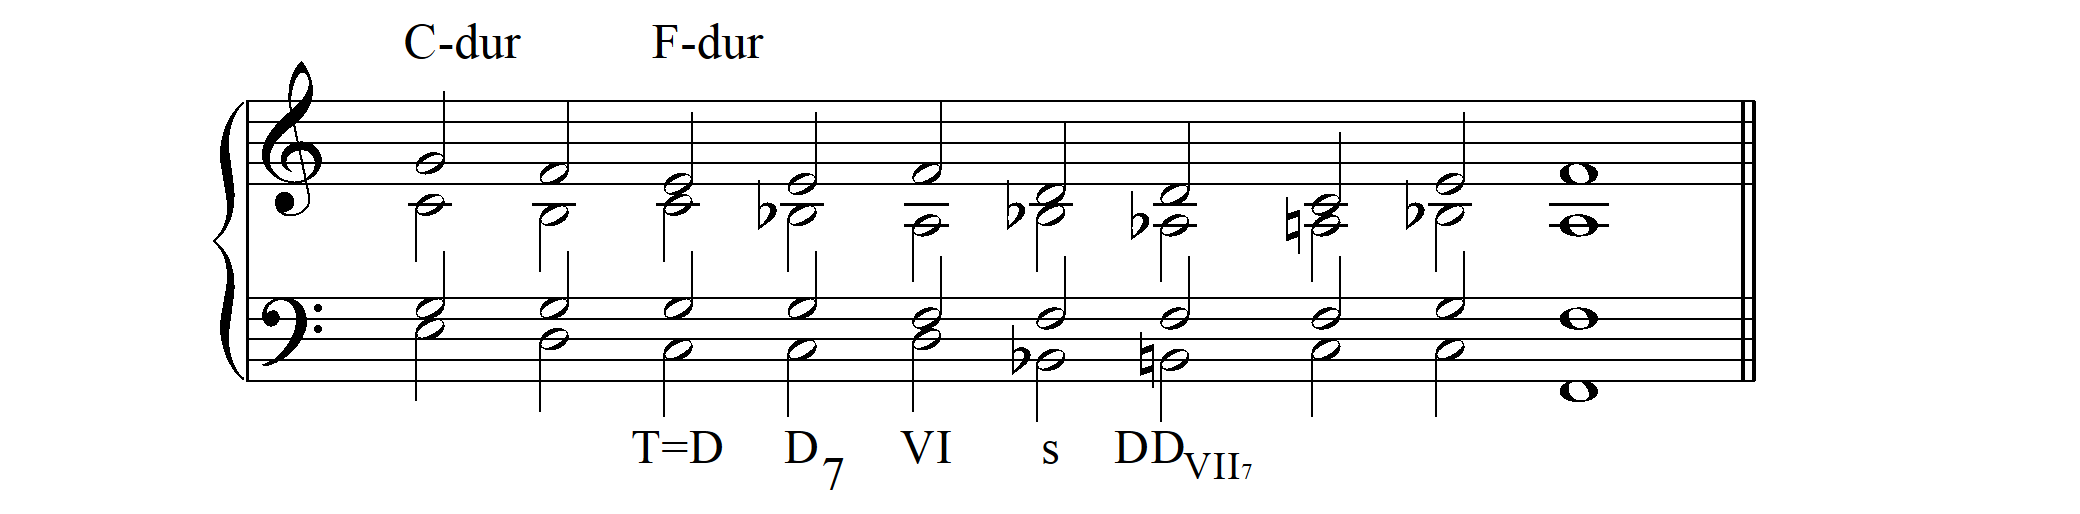 C-dur F-dur
T=D D7 VI s DDVII7